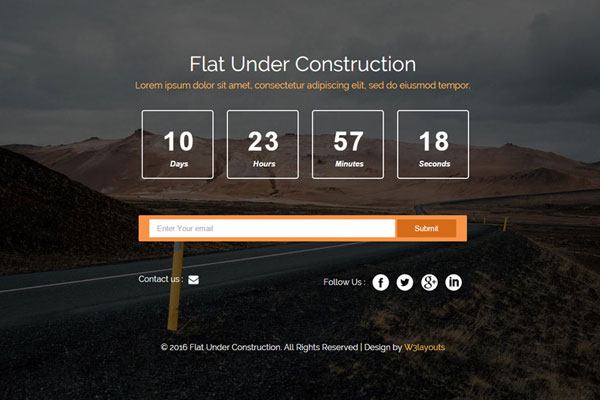 Flat Under Construction
Lorem ipsum dolor sit amet, consectetur adipiscing elit, sed do eiusmod tempor.
10 23 57 18
Days Hours Minutes Seconds
Enter Your email Submit
Contact us : Follow Us :
© 2016 Flat Under Construction. All Rights Reserved | Design by W3layouts